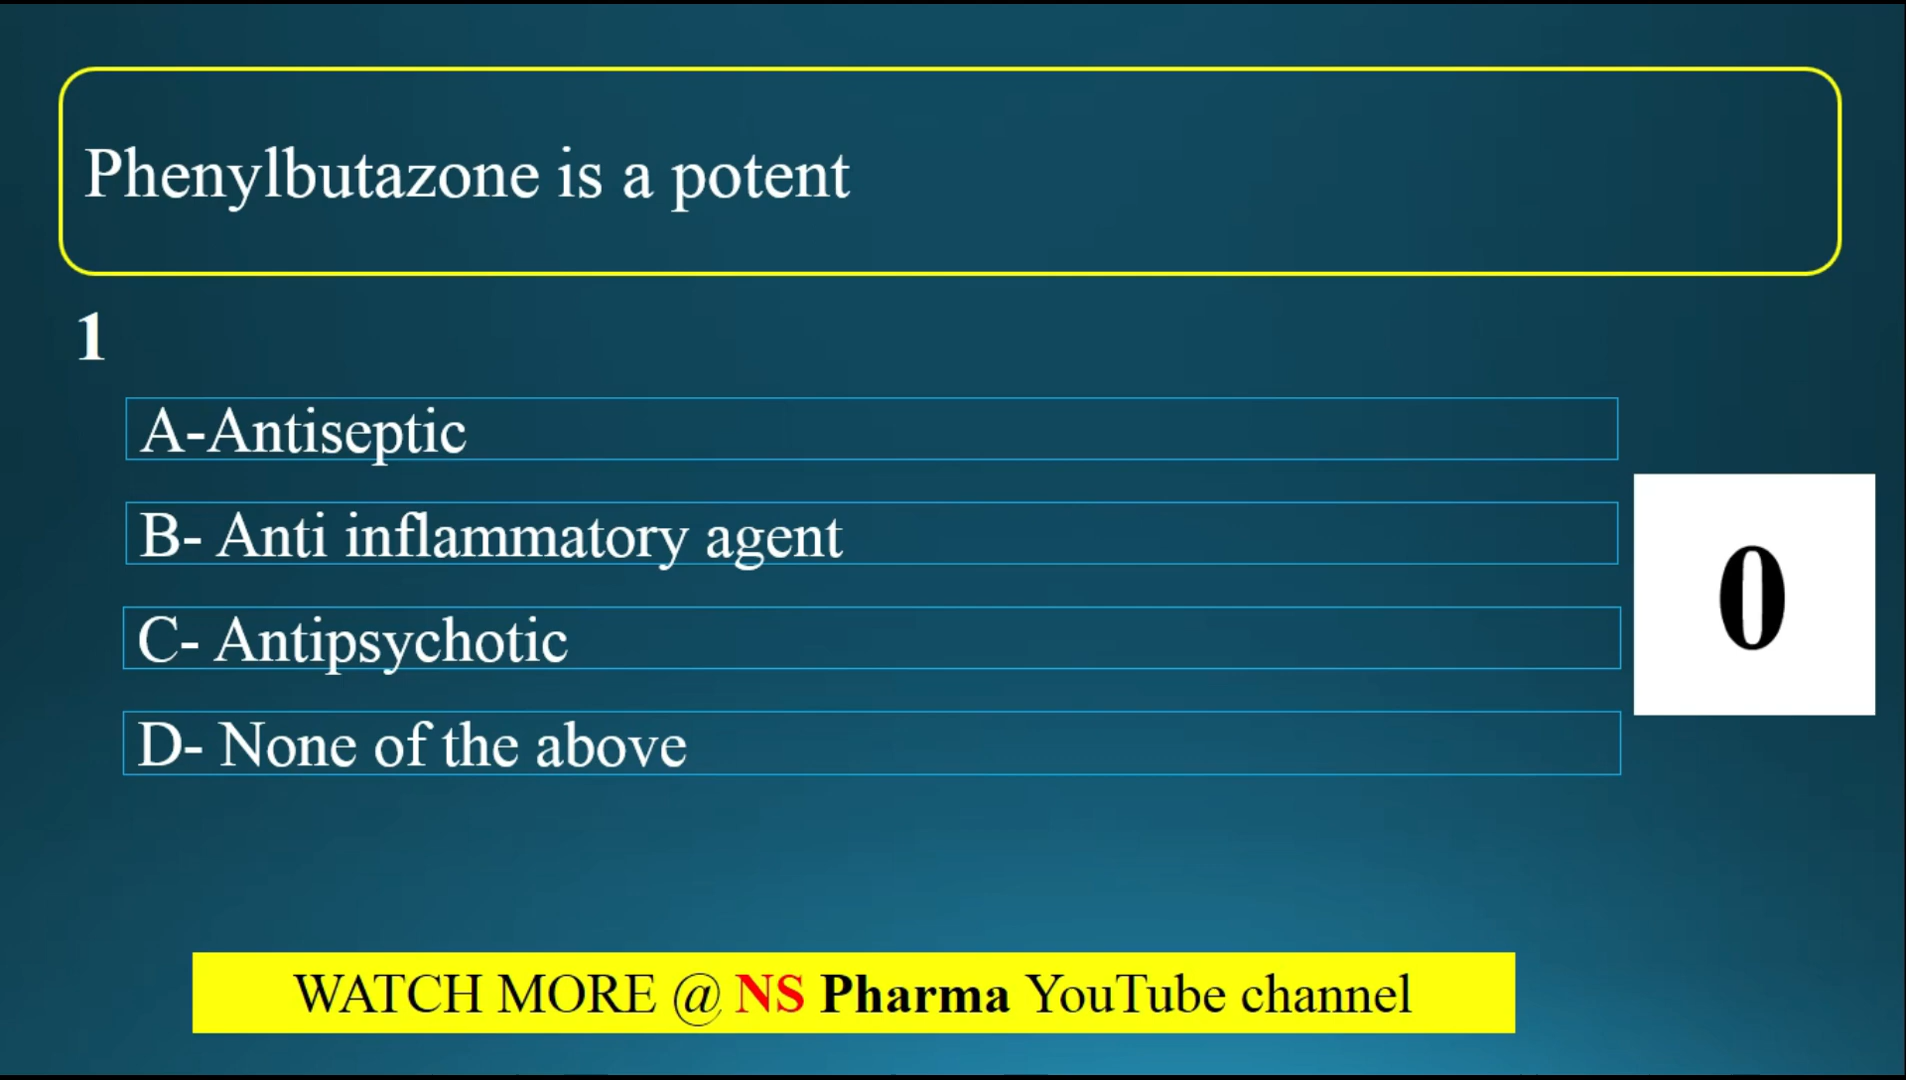 Phenylbutazone is a potent
1
A-Antiseptic
B- Anti inflammatory agent
C- Antipsychotic
D- None of the above
0
WATCH MORE @ NS Pharma YouTube channel